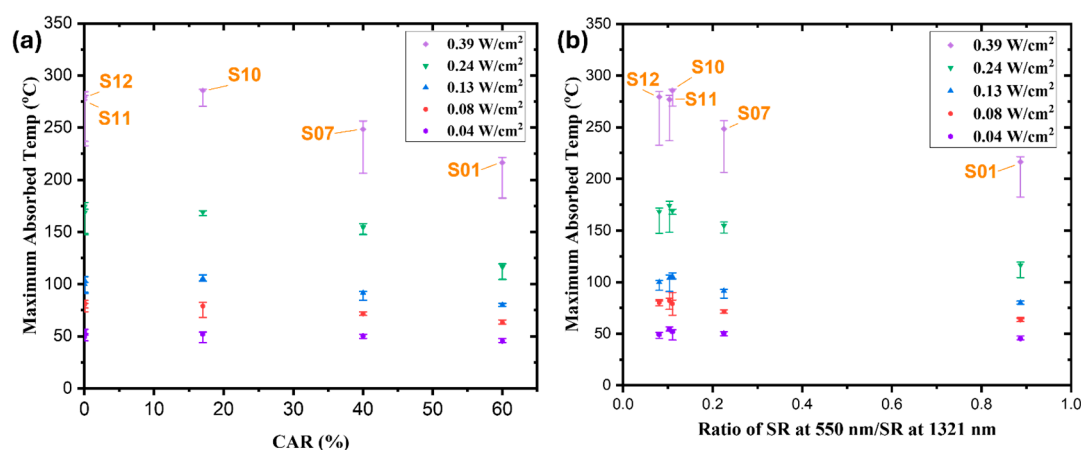 (a)
350
300
250
200
150
100
50
0
Maximum Absorbed Temp (°C)
0 10 20 30 40 50 60
CAR (%)
0.39 W/cm²
0.24 W/cm²
0.13 W/cm²
0.08 W/cm²
0.04 W/cm²
S12
S11
S10
S07
S01
(b)
350
300
250
200
150
100
50
0
Maximum Absorbed Temp (°C)
0.0 0.2 0.4 0.6 0.8 1.0
Ratio of SR at 550 nm/SR at 1321 nm
0.39 W/cm²
0.24 W/cm²
0.13 W/cm²
0.08 W/cm²
0.04 W/cm²
S12
S10
S11
S07
S01